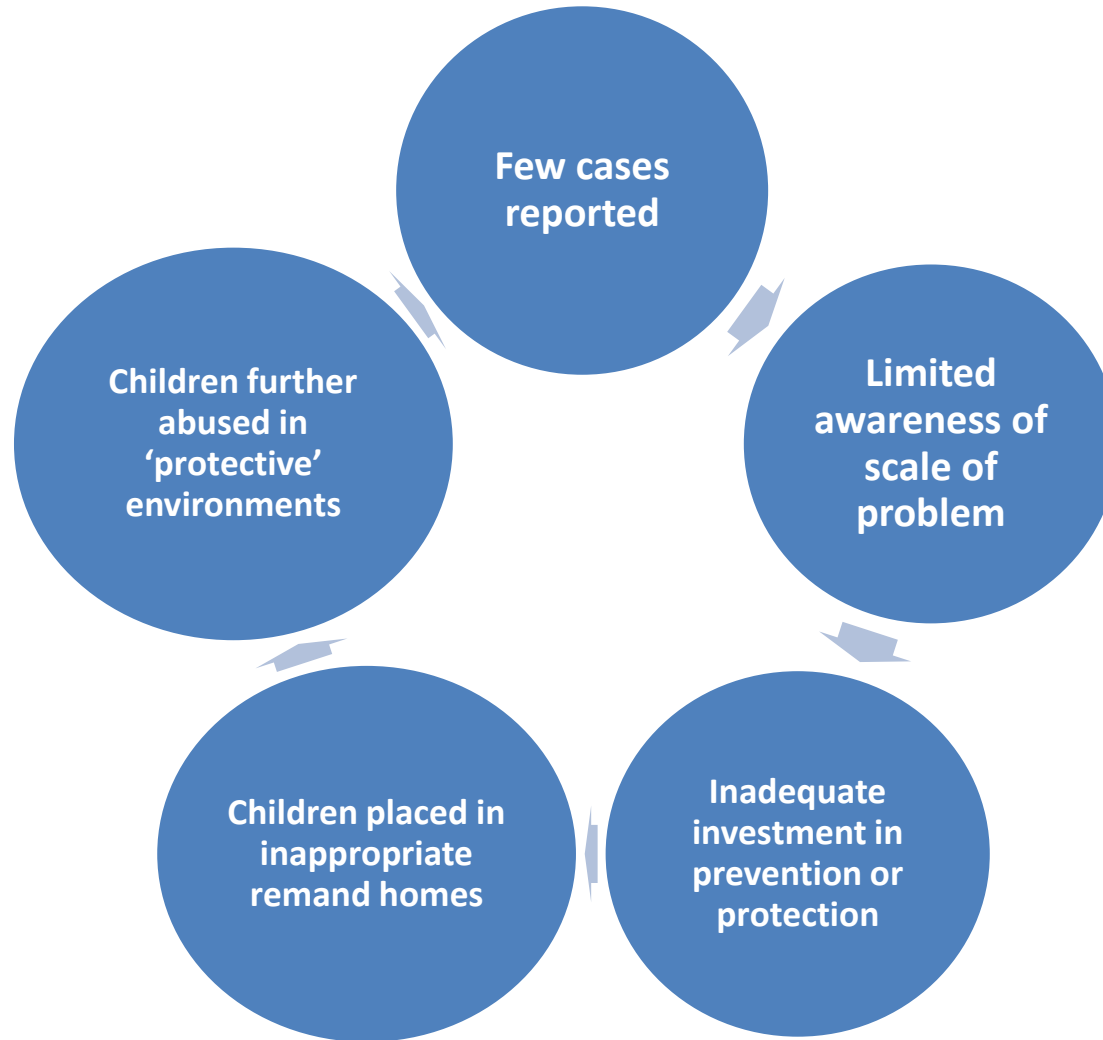 Few cases
reported
Limited
awareness of
scale of
problem
Inadequate
investment in
prevention or
protection
Children placed in
inappropriate
remand homes
Children further
abused in
‘protective’
environments